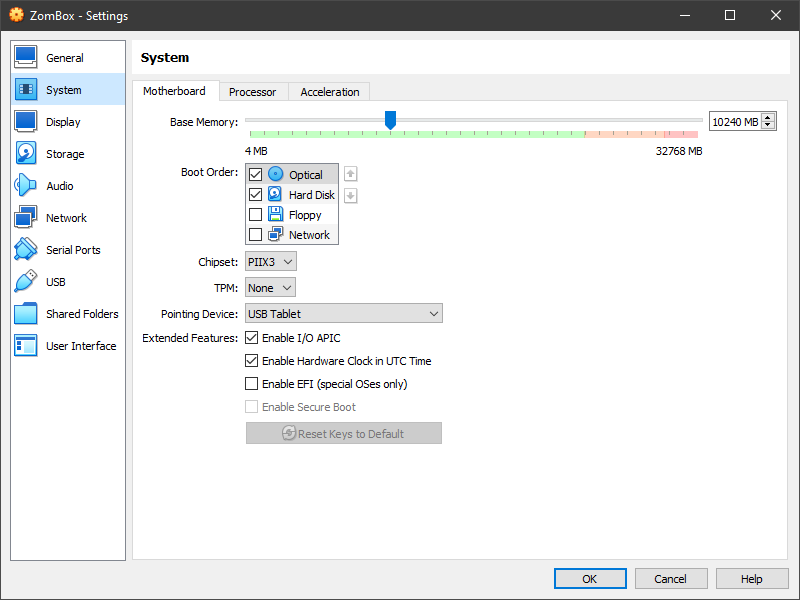 ZomBox - Settings
General
System
Display
Storage
Audio
Network
Serial Ports
USB
Shared Folders
User Interface
System
Motherboard Processor Acceleration
Base Memory: 10240 MB
4 MB 32768 MB
Boot Order: Optical
Hard Disk
Floppy
Network
Chipset: PIIX3
TPM: None
Pointing Device: USB Tablet
Extended Features: Enable I/O APIC
Enable Hardware Clock in UTC Time
Enable EFI (special OSes only)
Enable Secure Boot
Reset Keys to Default
OK Cancel Help